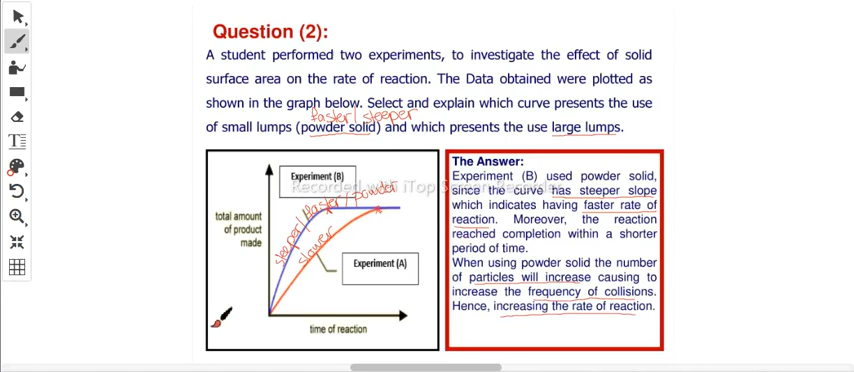 Question (2):
A student performed two experiments, to investigate the effect of solid
surface area on the rate of reaction. The Data obtained were plotted as
shown in the graph below. Select and explain which curve presents the use
faster/ steeper
of small lumps (powder solid) and which presents the use large lumps.
Experiment (B)
Recorded with iTop Screen Recorder
steeper/ faster/ powder
slower
total amount
of product
made
Experiment (A)
time of reaction
The Answer:
Experiment (B) used powder solid,
since the curve has steeper slope
which indicates having faster rate of
reaction. Moreover, the reaction
reached completion within a shorter
period of time.
When using powder solid the number
of particles will increase causing to
increase the frequency of collisions.
Hence, increasing the rate of reaction.
T